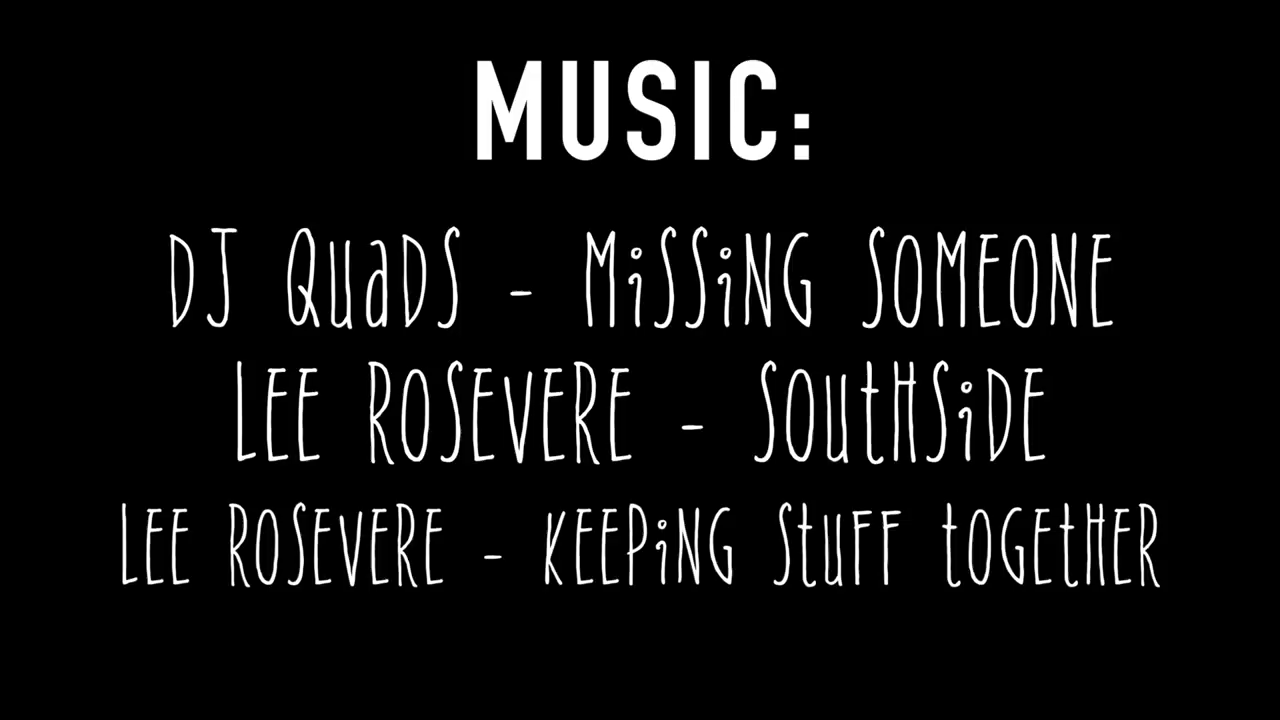 MUSIC:
DJ QUaDS - MiSSiNG SOMEONE
LEE ROSEVERE - SOUtHSiDE
LEE ROSEVERE - KEEPiNG StUFF tOGEtHER